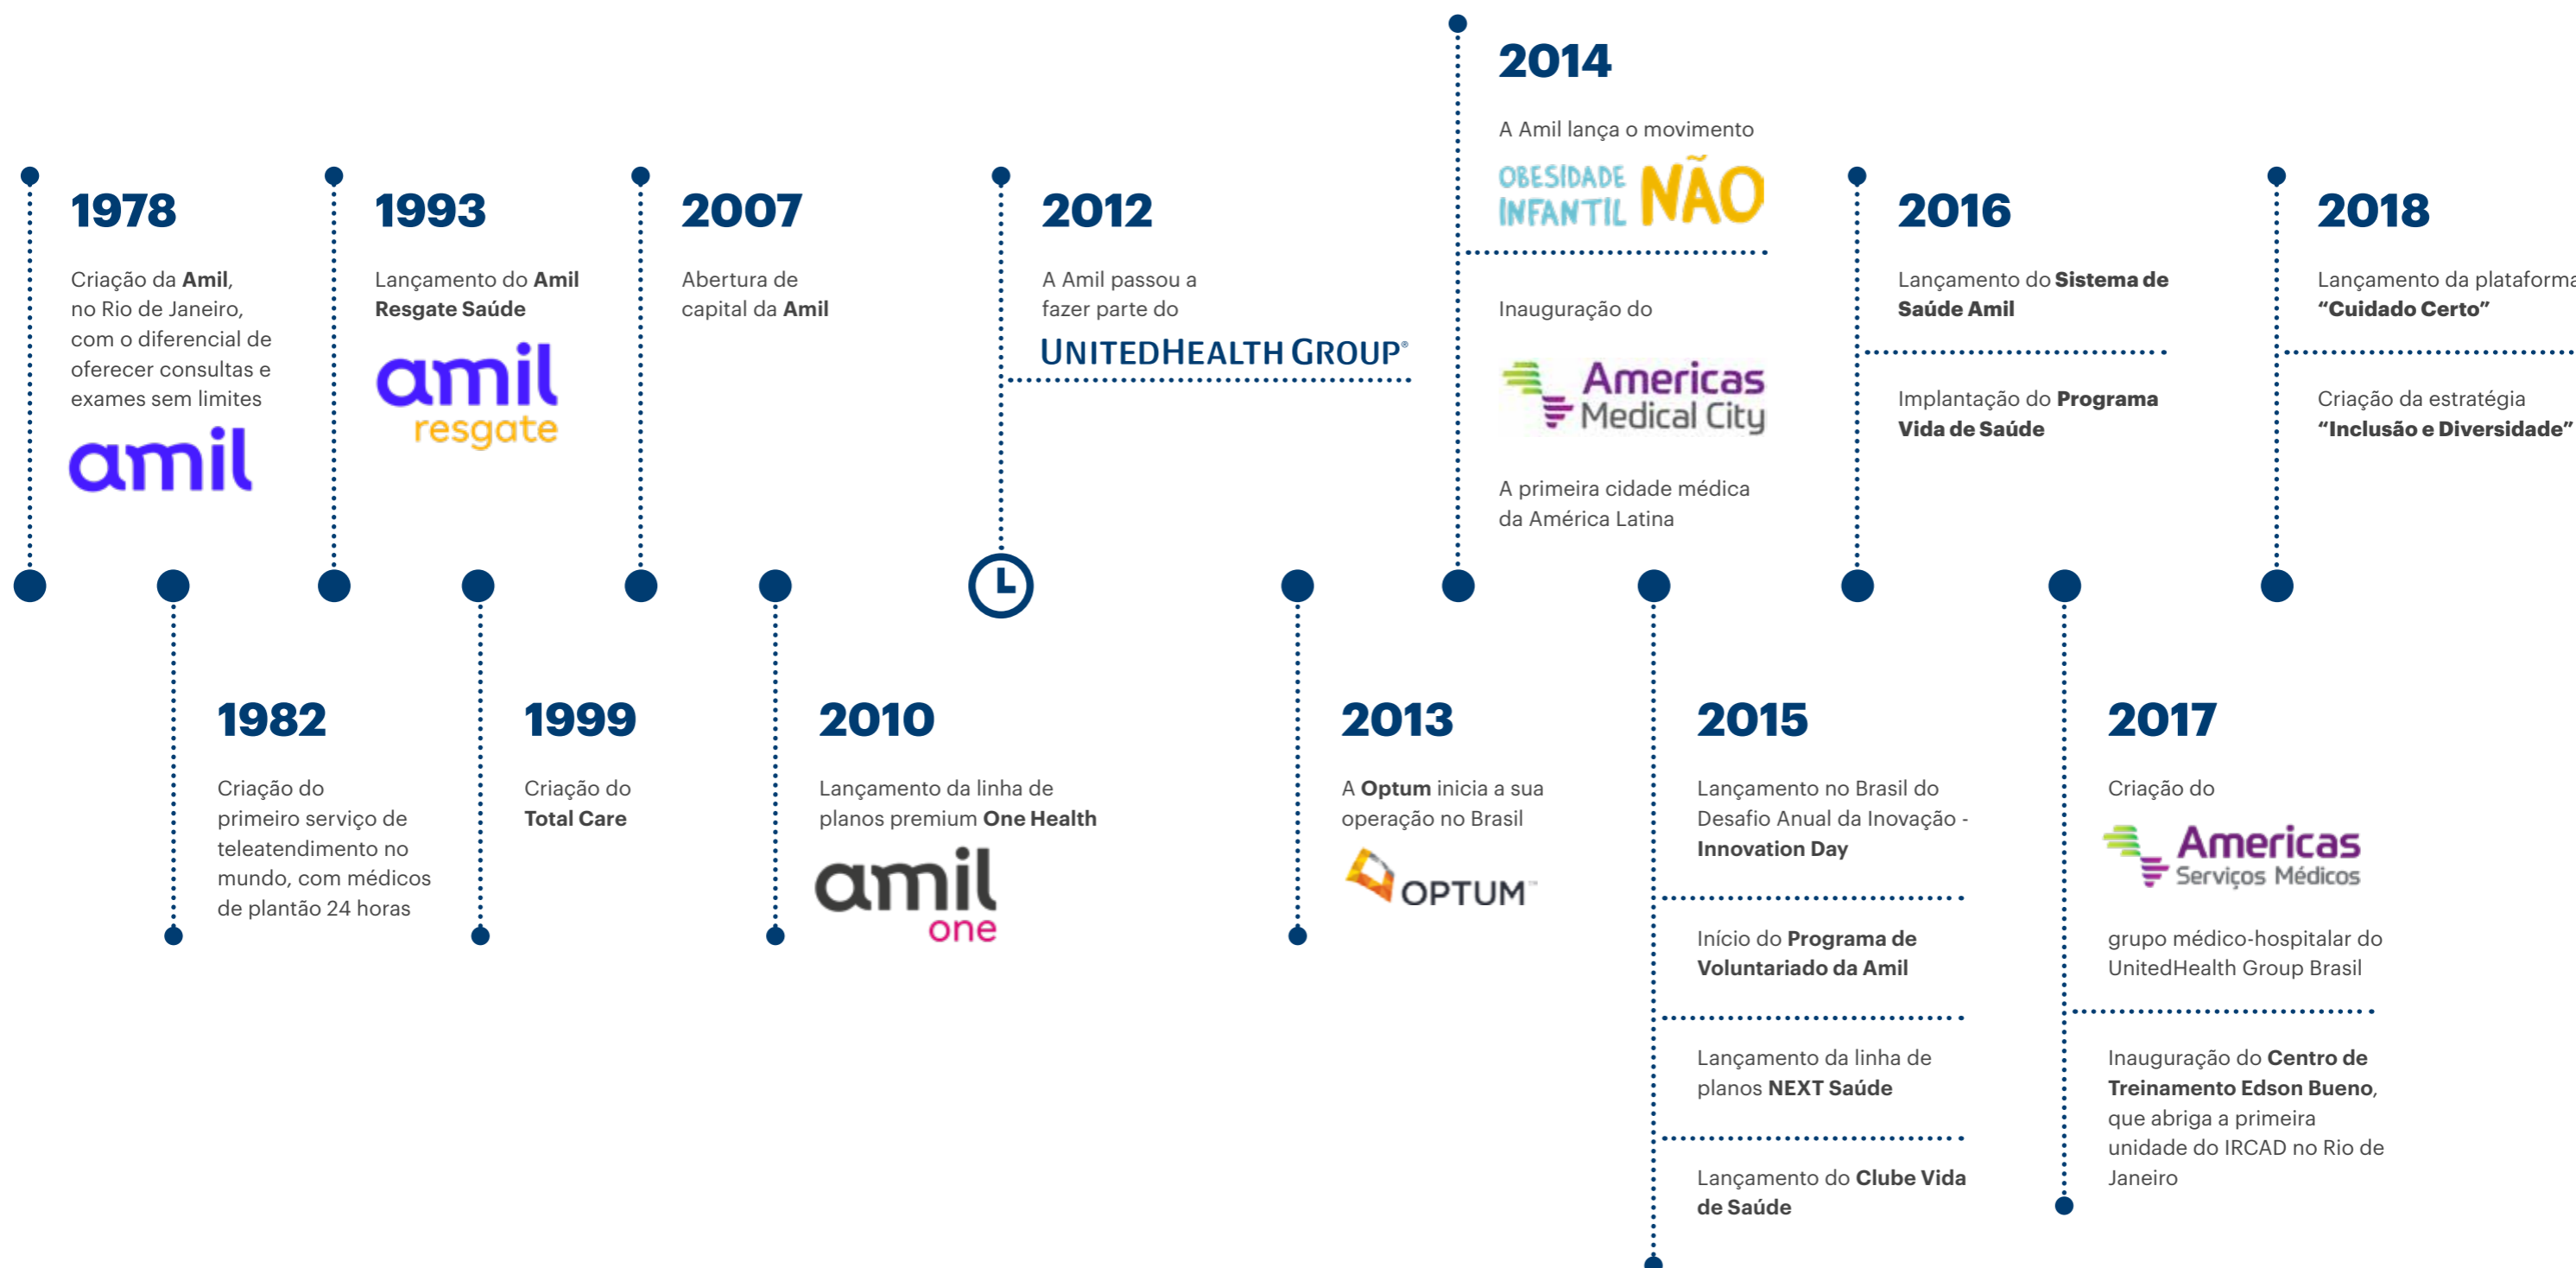 1978
Criação da Amil,
no Rio de Janeiro,
com o diferencial de
oferecer consultas e
exames sem limites
amil
1982
Criação do
primeiro serviço de
teleatendimento no
mundo, com médicos
de plantão 24 horas
1993
Lançamento do Amil
Resgate Saúde
amil
resgate
1999
Criação do
Total Care
2007
Abertura de
capital da Amil
2010
Lançamento da linha de
planos premium One Health
amil
one
2012
A Amil passou a
fazer parte do
UNITEDHEALTH GROUP®
2013
A Optum inicia a sua
operação no Brasil
OPTUM™
2014
A Amil lança o movimento
OBESIDADE
INFANTIL NÃO
Inauguração do
Americas
Medical City
A primeira cidade médica
da América Latina
2015
Lançamento no Brasil do
Desafio Anual da Inovação -
Innovation Day
Início do Programa de
Voluntariado da Amil
Lançamento da linha de
planos NEXT Saúde
Lançamento do Clube Vida
de Saúde
2016
Lançamento do Sistema de
Saúde Amil
Implantação do Programa
Vida de Saúde
2017
Criação do
Americas
Serviços Médicos
grupo médico-hospitalar do
UnitedHealth Group Brasil
Inauguração do Centro de
Treinamento Edson Bueno,
que abriga a primeira
unidade do IRCAD no Rio de
Janeiro
2018
Lançamento da plataforma
“Cuidado Certo”
Criação da estratégia
“Inclusão e Diversidade”